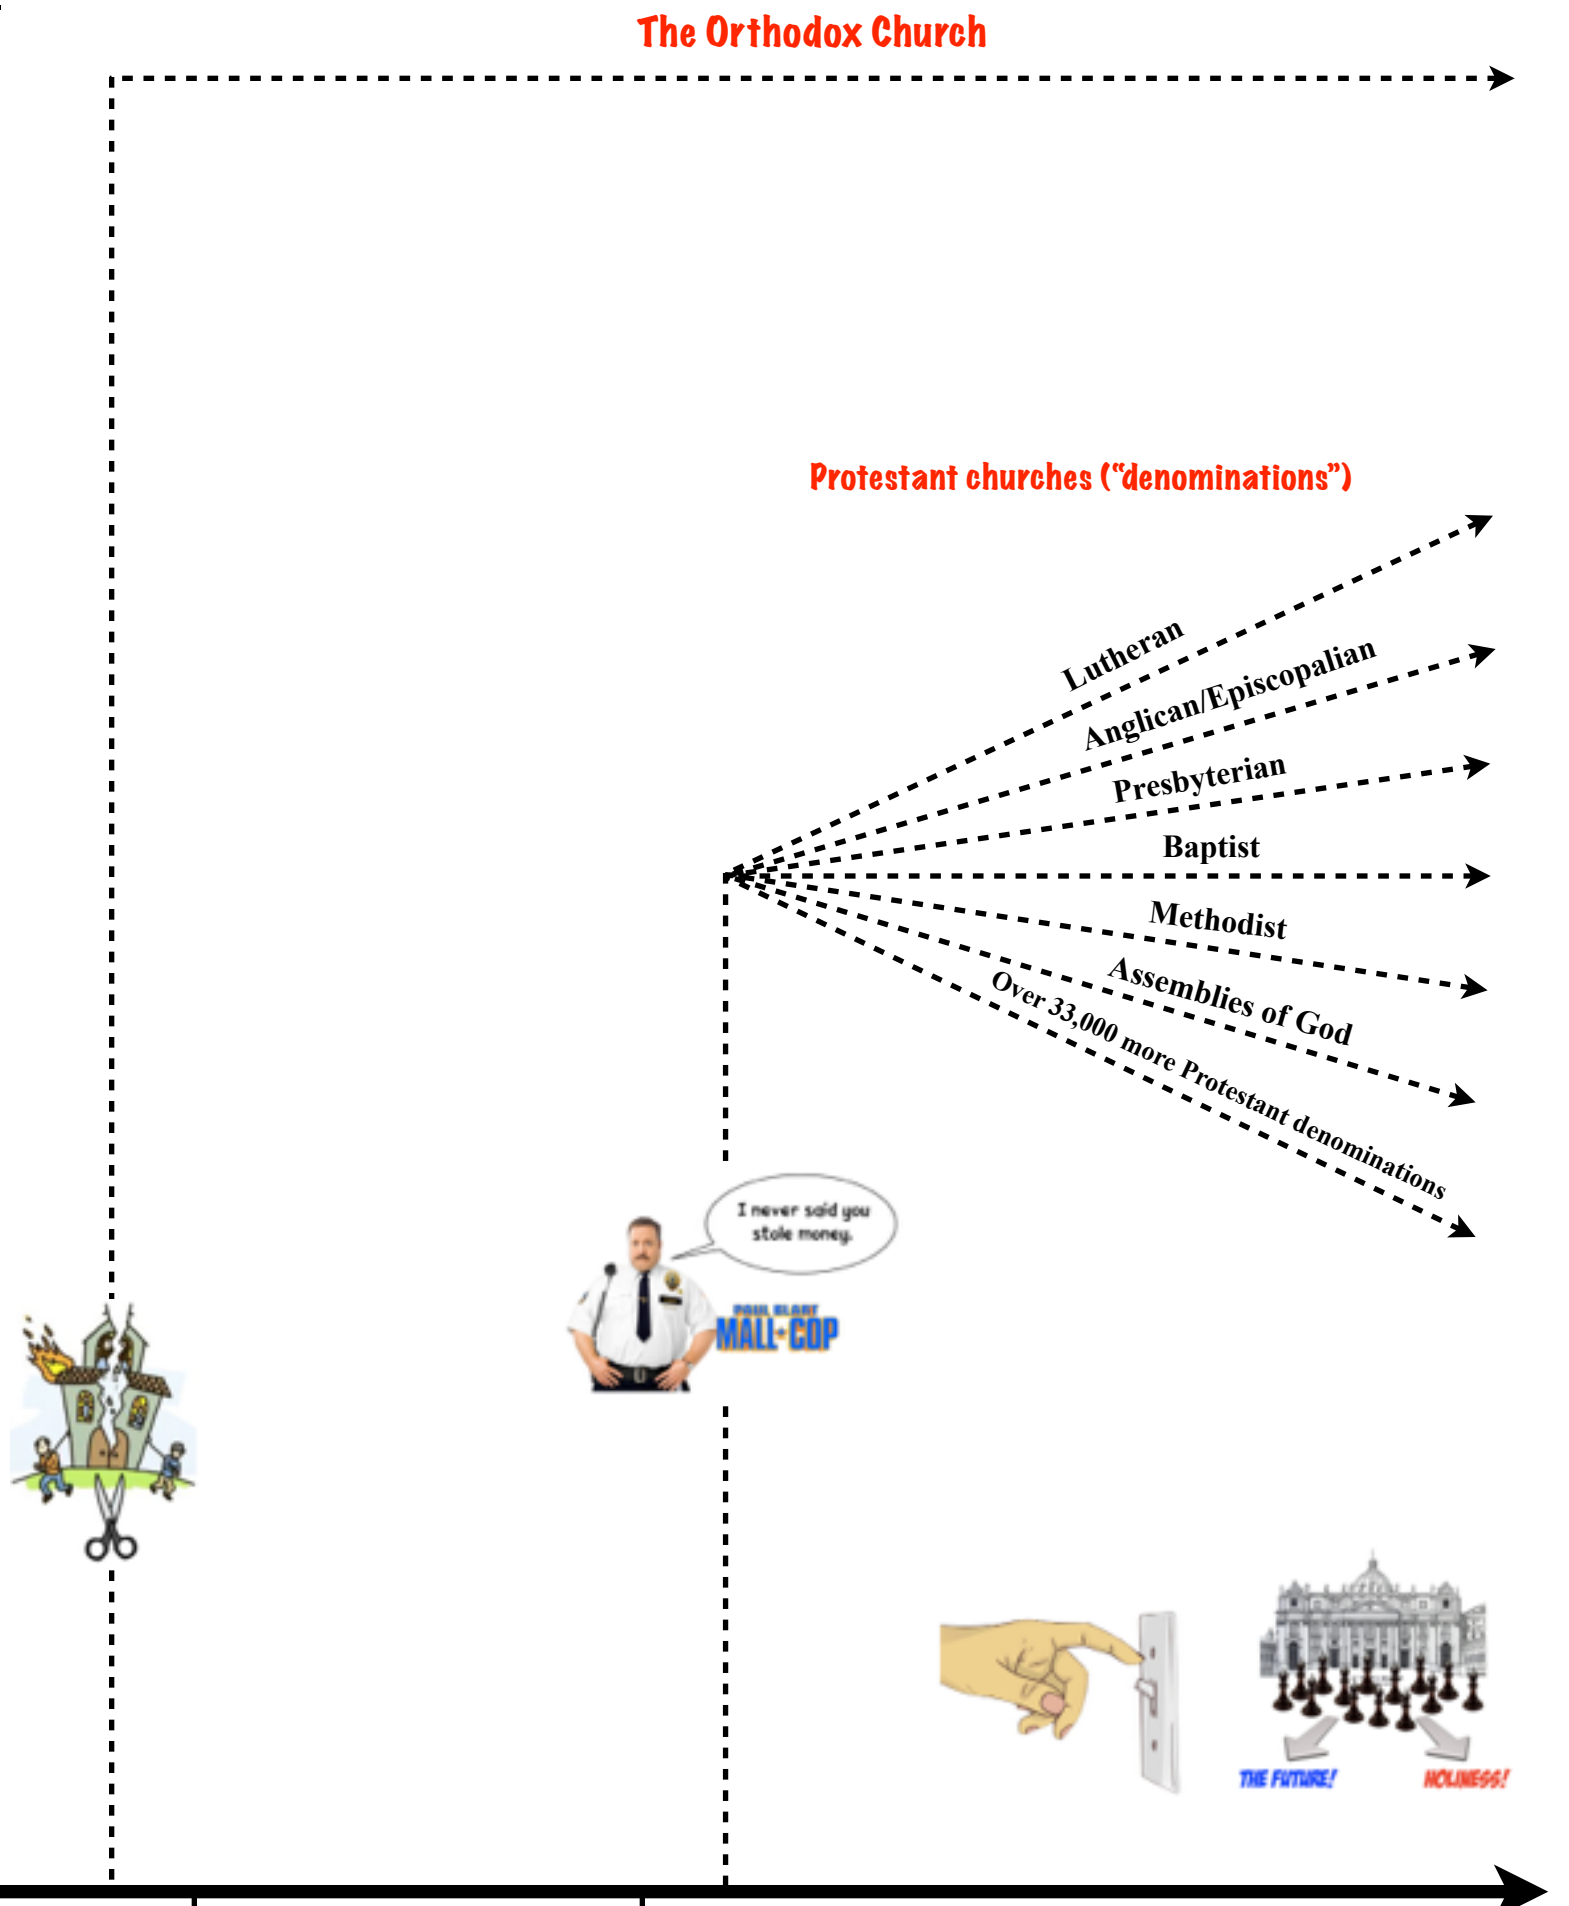 The Orthodox Church
Protestant churches (“denominations”)
Lutheran
Anglican/Episcopalian
Presbyterian
Baptist
Methodist
Assemblies of God
Over 33,000 more Protestant denominations
I never said you
stole money.
PAUL BLART
MALL COP
THE FUTURE!
HOLINESS!